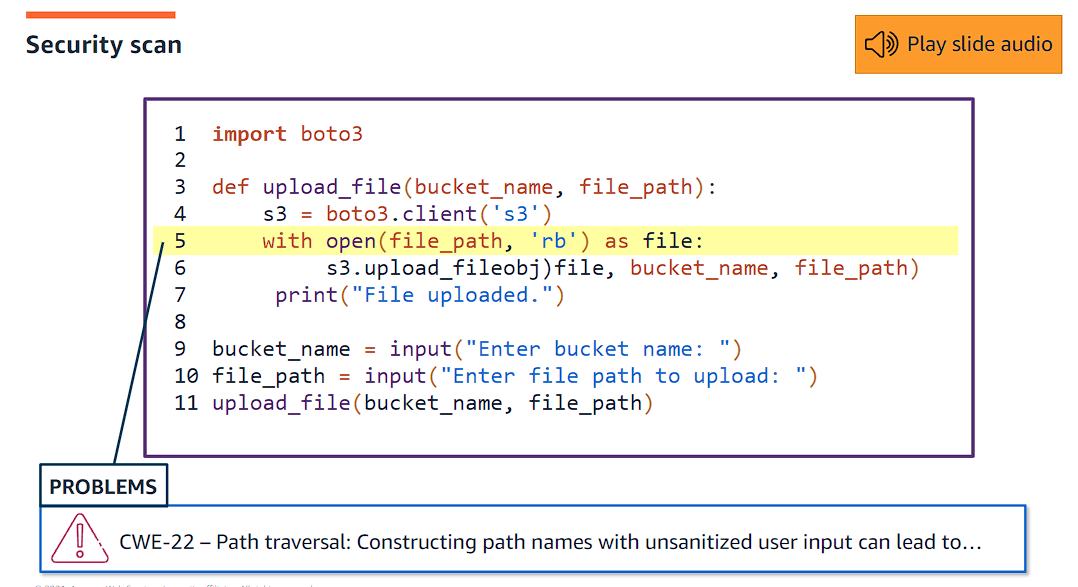 Security scan
Play slide audio
1 import boto3
2
3 def upload_file(bucket_name, file_path):
4 s3 = boto3.client('s3')
5 with open(file_path, 'rb') as file:
6 s3.upload_fileobj)file, bucket_name, file_path)
7 print("File uploaded.")
8
9 bucket_name = input("Enter bucket name: ")
10 file_path = input("Enter file path to upload: ")
11 upload_file(bucket_name, file_path)
PROBLEMS
CWE-22 – Path traversal: Constructing path names with unsanitized user input can lead to…